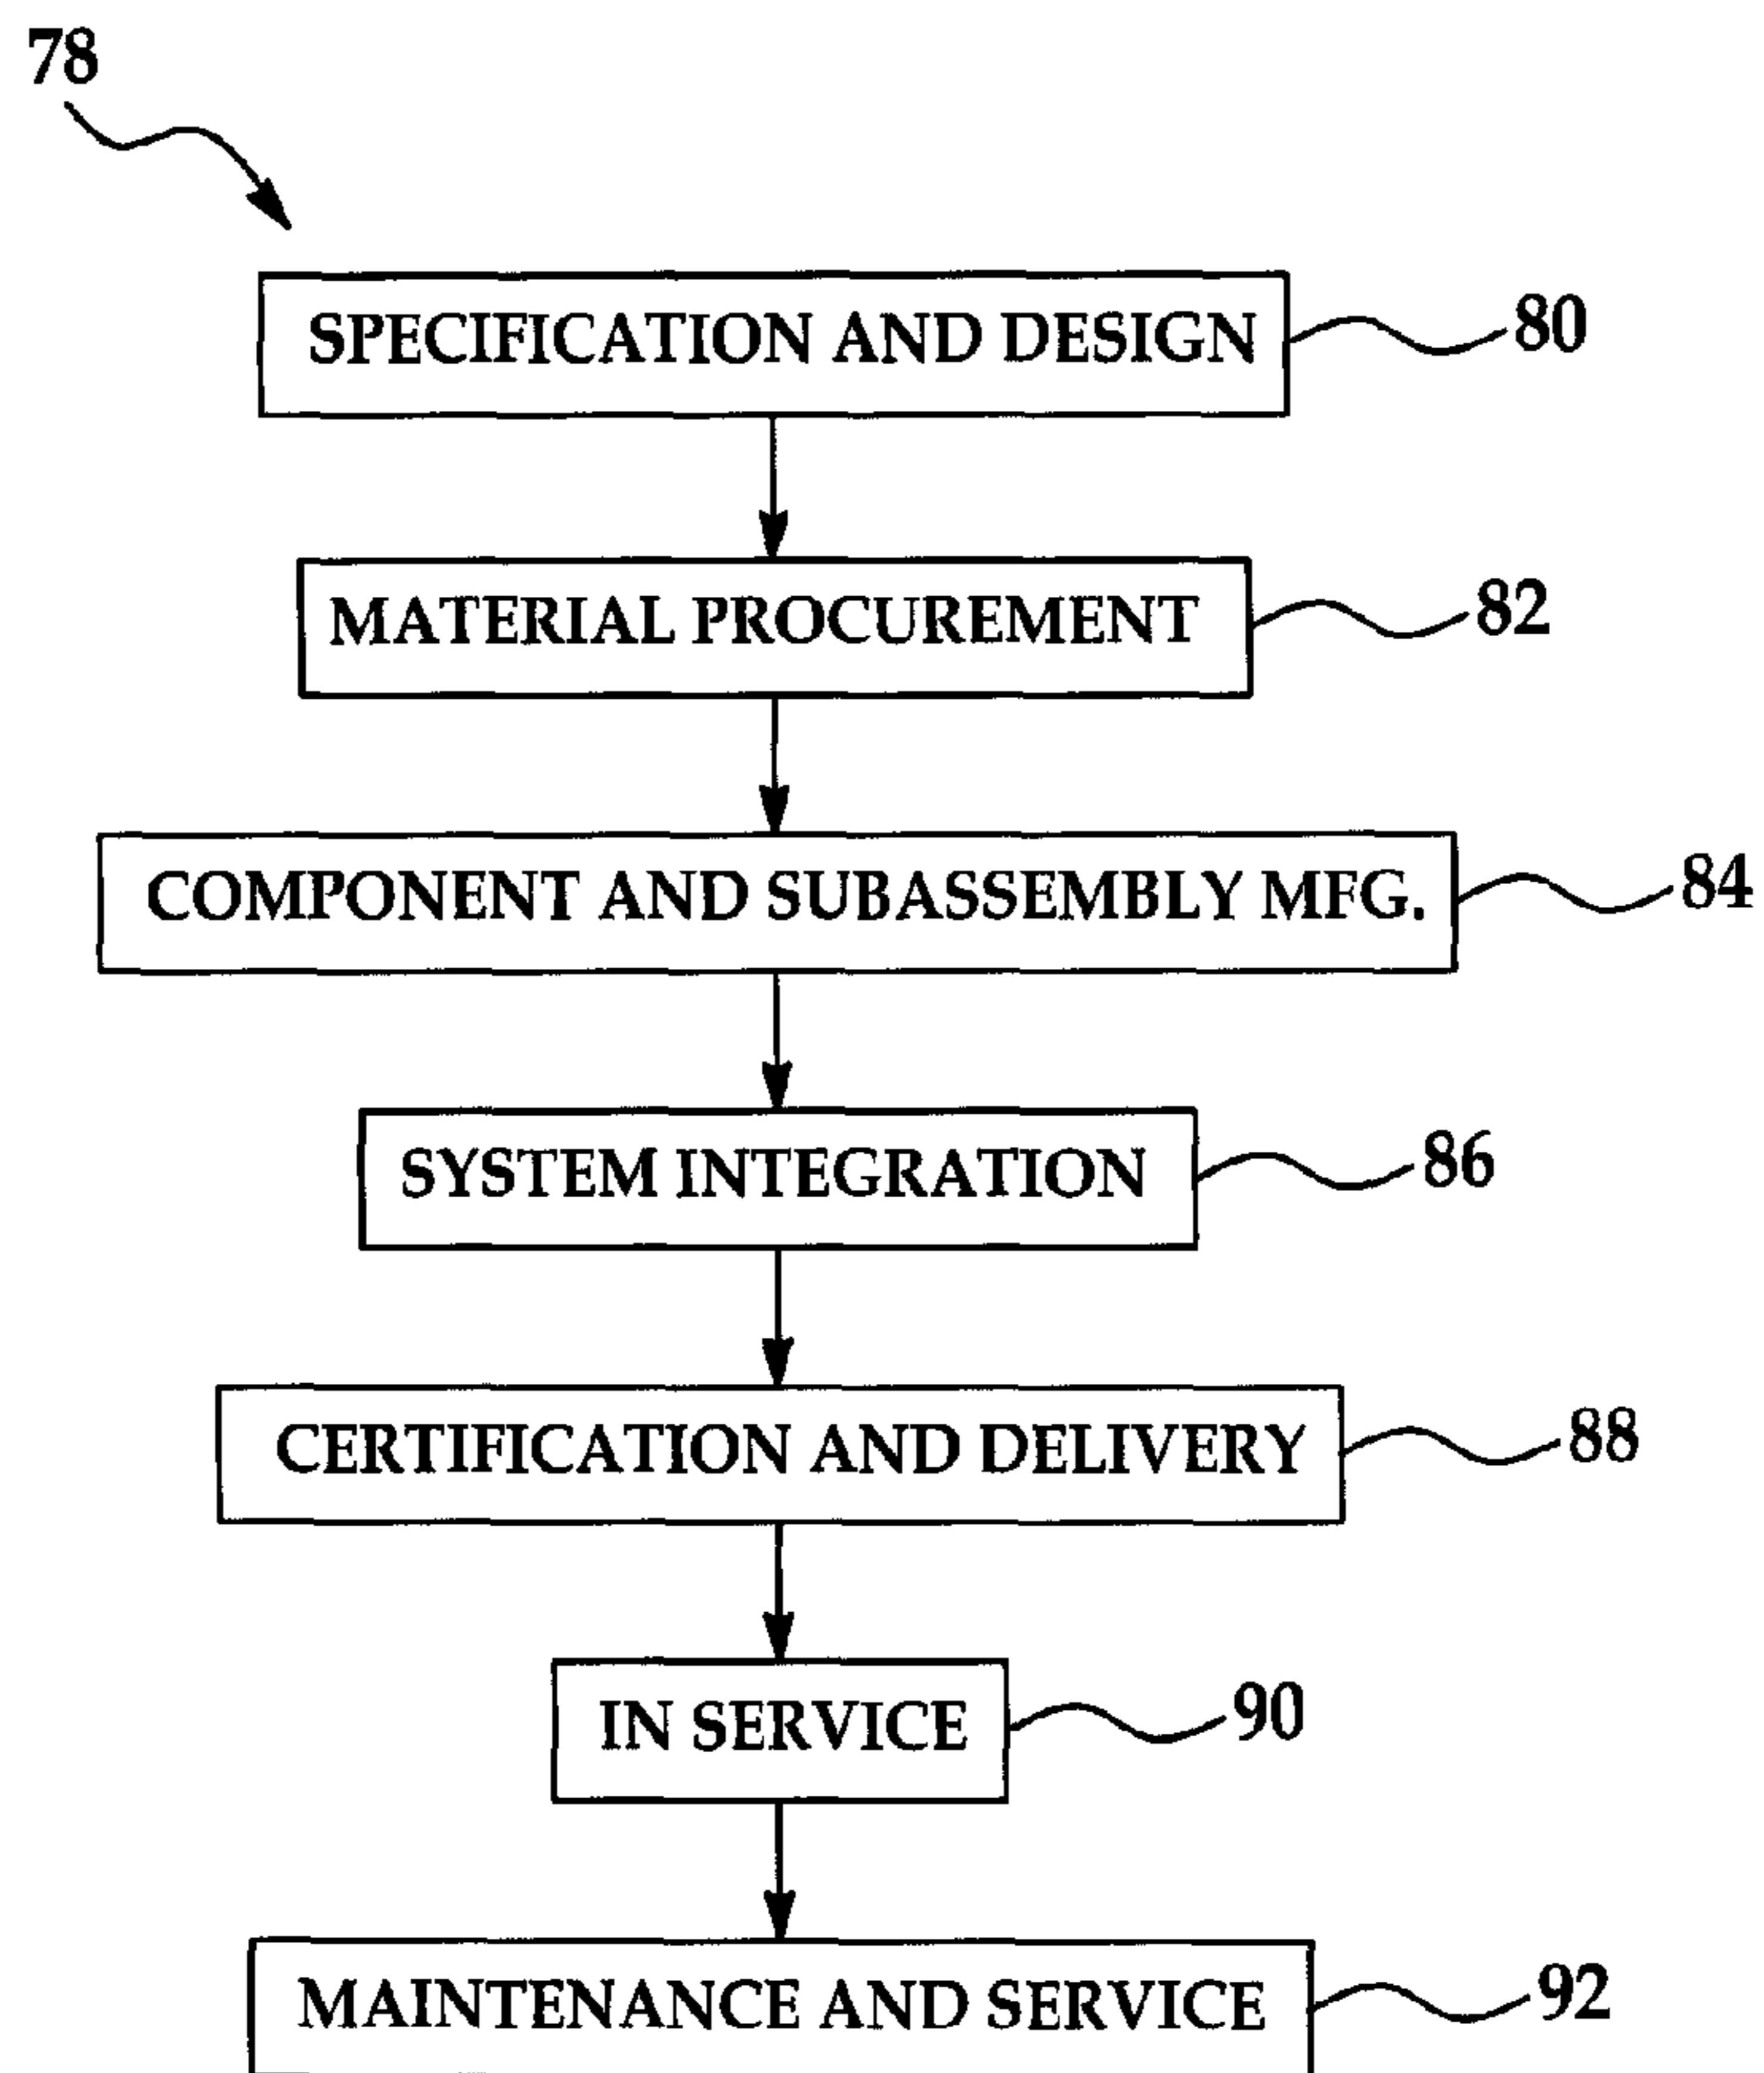 78
SPECIFICATION AND DESIGN 80
MATERIAL PROCUREMENT 82
COMPONENT AND SUBASSEMBLY MFG. 84
SYSTEM INTEGRATION 86
CERTIFICATION AND DELIVERY 88
IN SERVICE 90
MAINTENANCE AND SERVICE 92